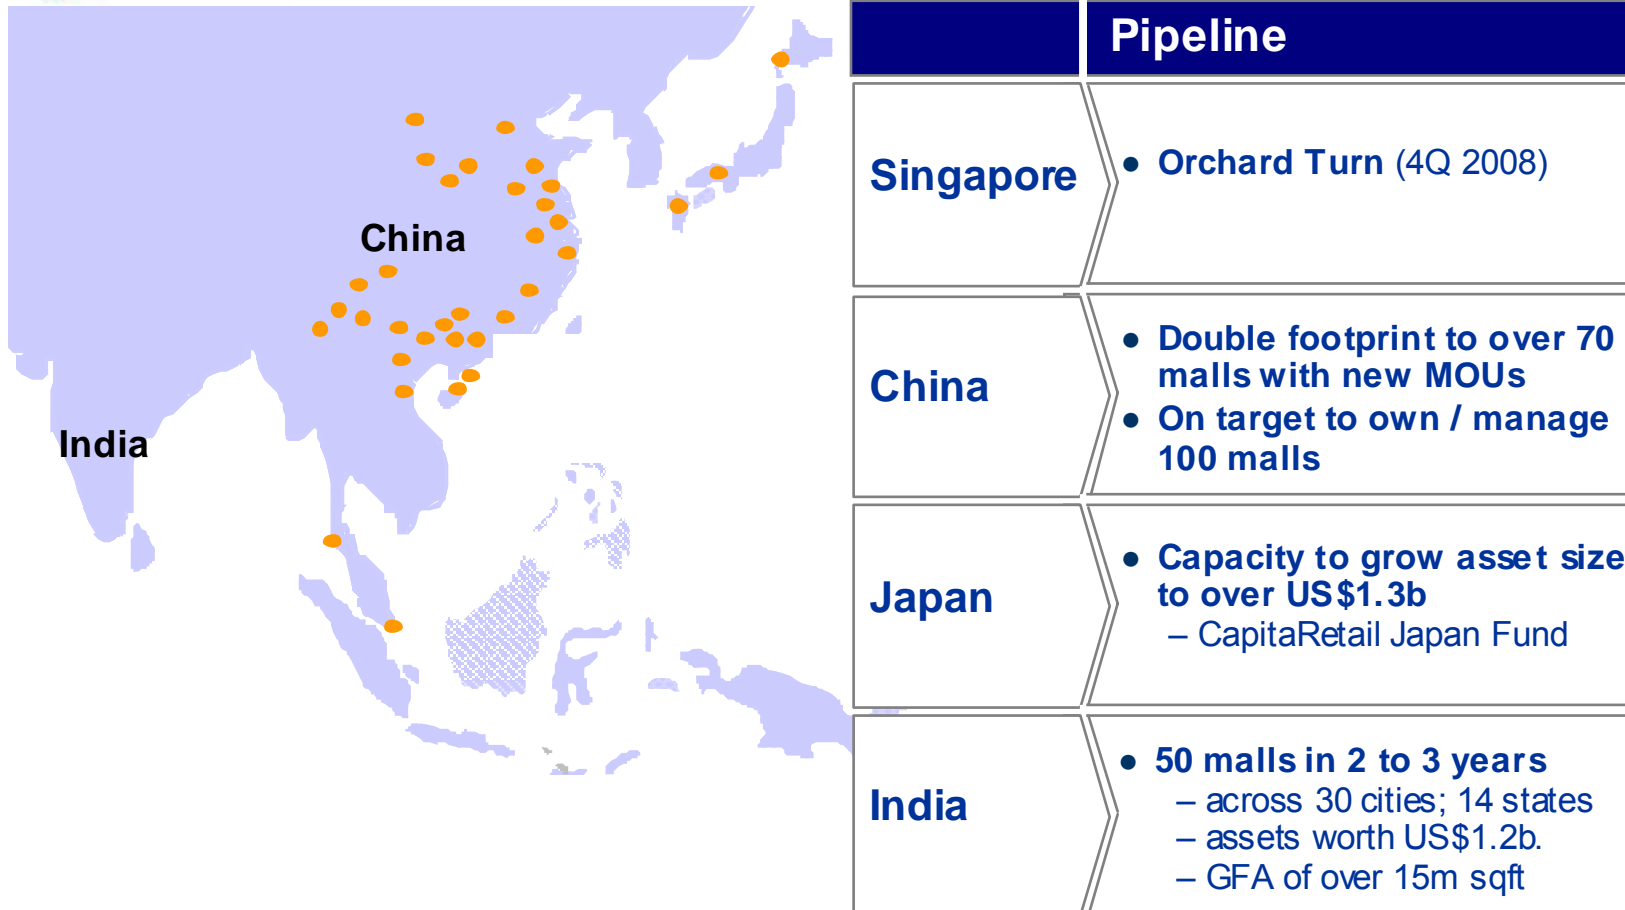 China
India
Pipeline
Singapore
● Orchard Turn (4Q 2008)
China
● Double footprint to over 70
malls with new MOUs
● On target to own / manage
100 malls
Japan
● Capacity to grow asset size
to over US$1.3b
– CapitaRetail Japan Fund
India
● 50 malls in 2 to 3 years
– across 30 cities; 14 states
– assets worth US$1.2b.
– GFA of over 15m sqft